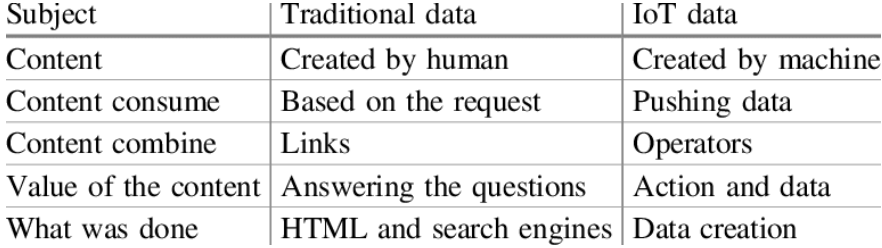 Subject Traditional data IoT data
Content Created by human Created by machine
Content consume Based on the request Pushing data
Content combine Links Operators
Value of the content Answering the questions Action and data
What was done HTML and search engines Data creation